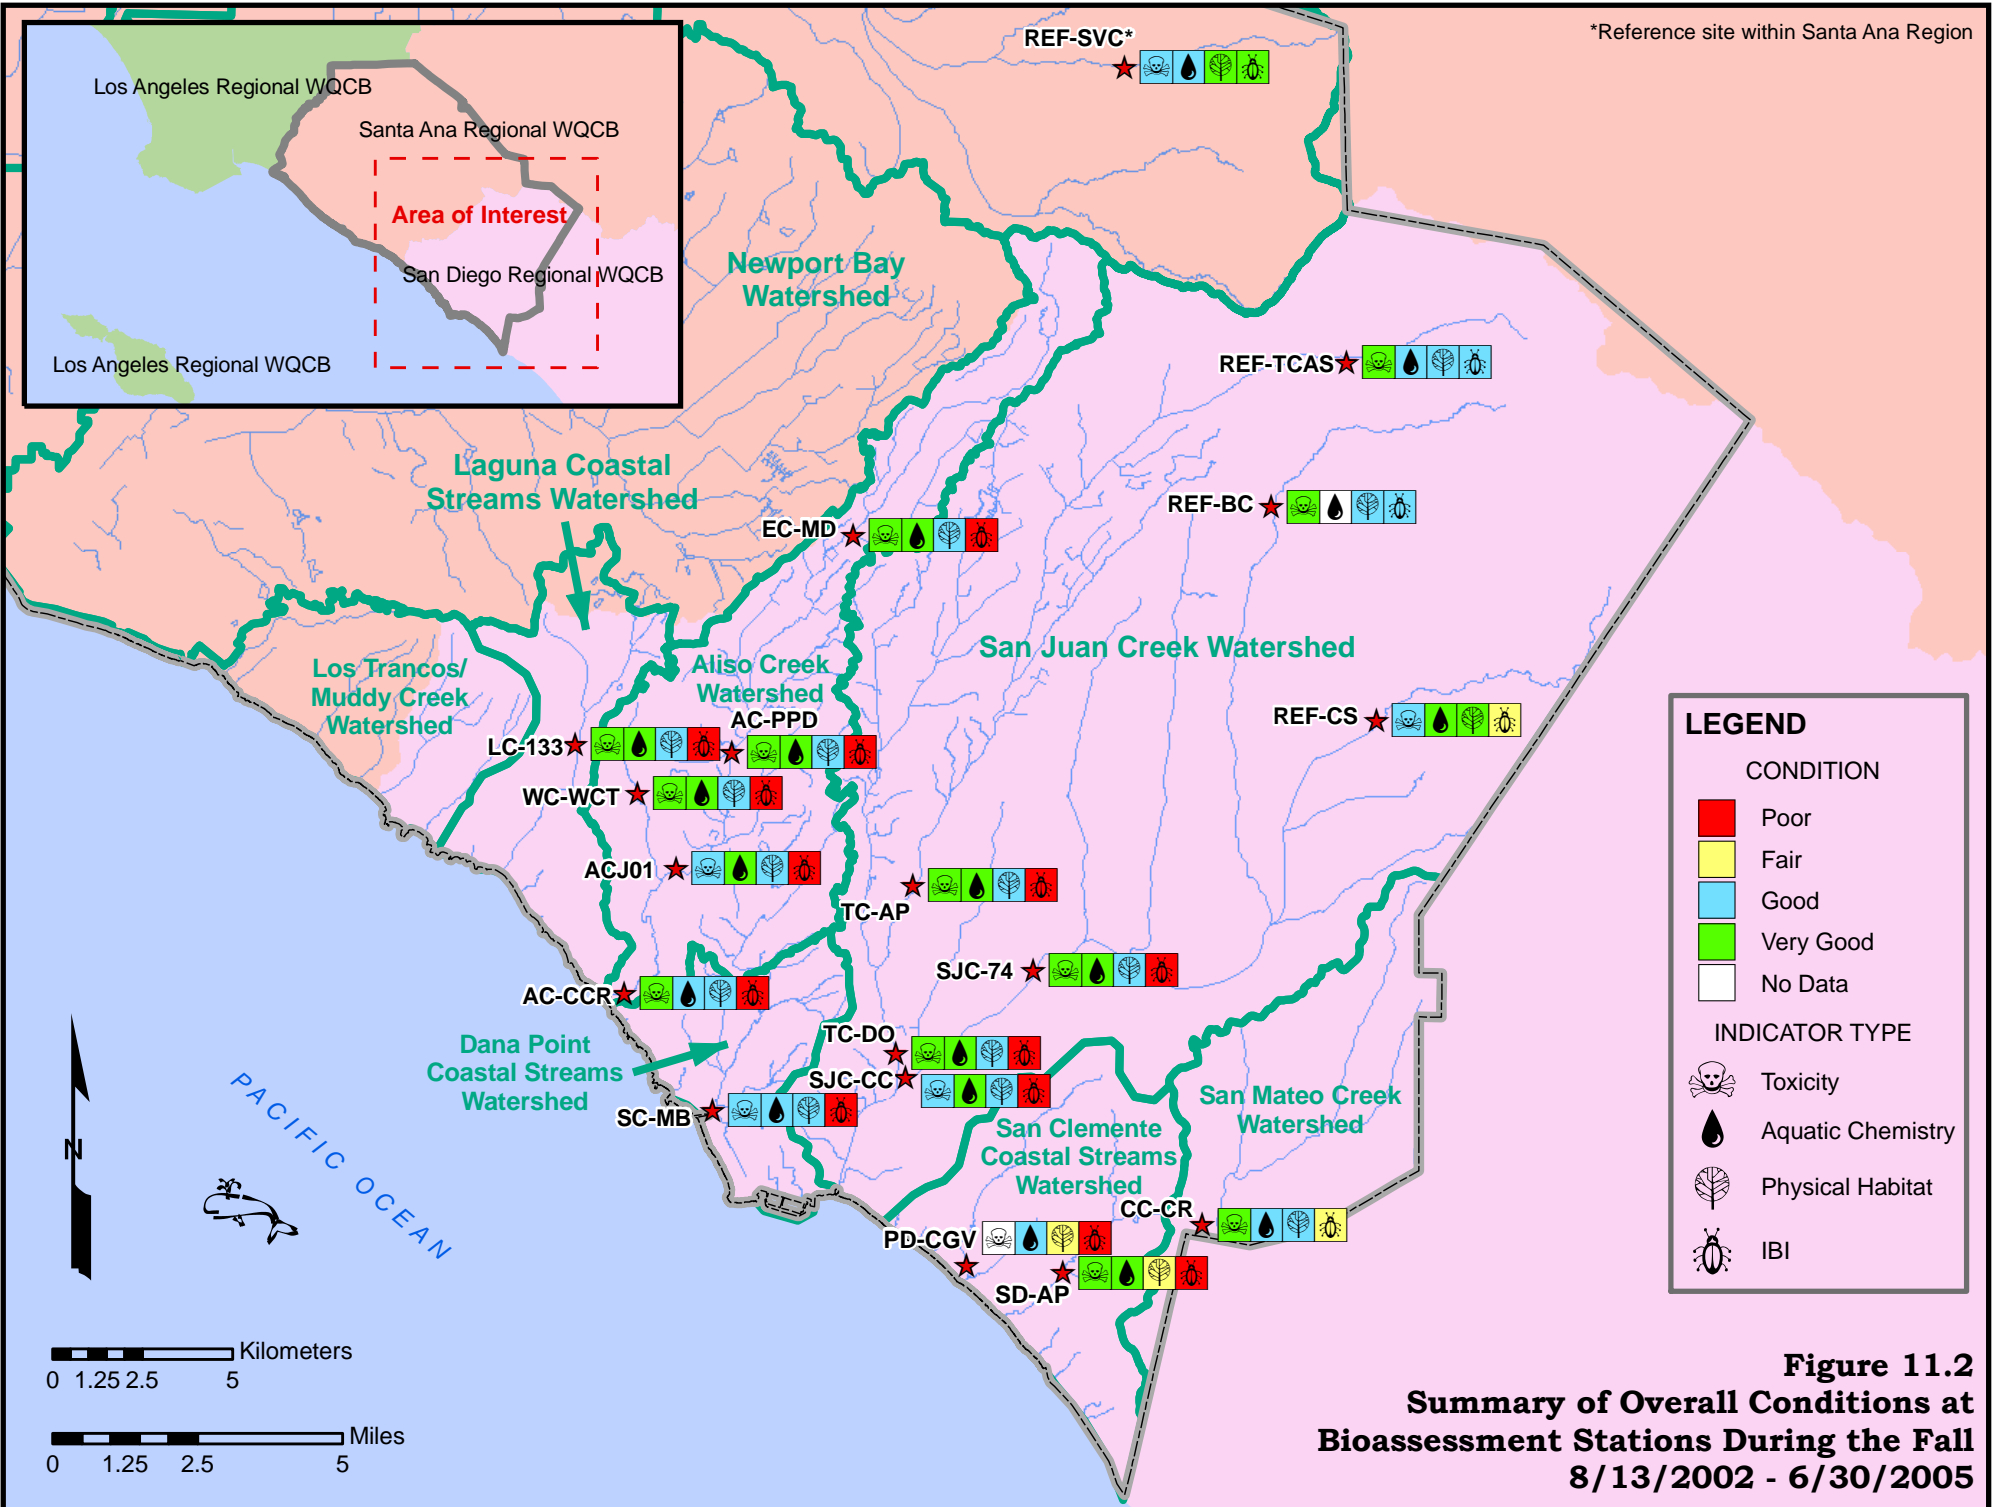 *Reference site within Santa Ana Region
Los Angeles Regional WQCB
Santa Ana Regional WQCB
Area of Interest
San Diego Regional WQCB
Los Angeles Regional WQCB
REF-SVC*
Newport Bay
Watershed
REF-TCAS
Laguna Coastal
Streams Watershed
REF-BC
EC-MD
San Juan Creek Watershed
Los Trancos/
Muddy Creek
Watershed
Aliso Creek
Watershed
AC-PPD
REF-CS
LC-133
WC-WCT
ACJ01
TC-AP
SJC-74
AC-CCR
TC-DO
Dana Point
Coastal Streams
Watershed
SJC-CC
SC-MB
San Mateo Creek
Watershed
San Clemente
Coastal Streams
Watershed
CC-CR
PD-CGV
SD-AP
PACIFIC OCEAN
N
LEGEND
CONDITION
Poor
Fair
Good
Very Good
No Data
INDICATOR TYPE
Toxicity
Aquatic Chemistry
Physical Habitat
IBI
Kilometers
0 1.25 2.5 5
Miles
0 1.25 2.5 5
Figure 11.2
Summary of Overall Conditions at
Bioassessment Stations During the Fall
8/13/2002 - 6/30/2005